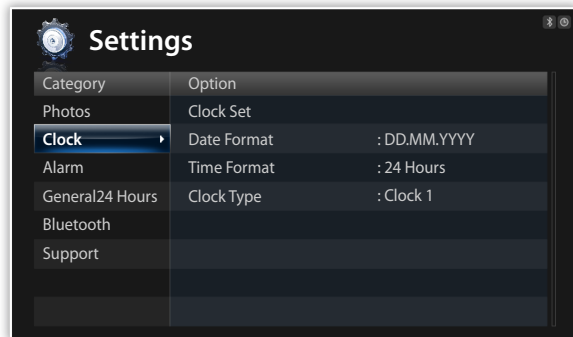 Settings
Category Option
Photos Clock Set
Clock Date Format : DD.MM.YYYY
Alarm Time Format : 24 Hours
General24 Hours Clock Type : Clock 1
Bluetooth
Support